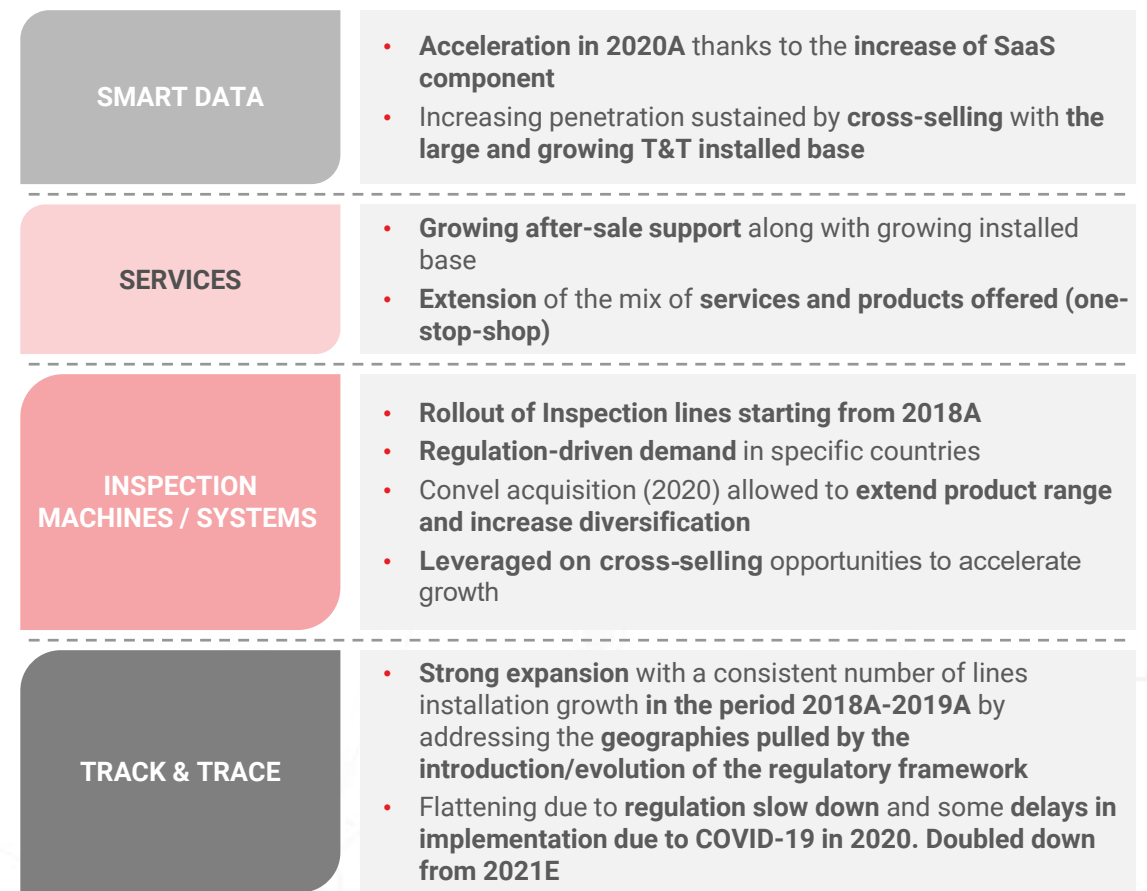 SMART DATA
• Acceleration in 2020A thanks to the increase of SaaS
component
• Increasing penetration sustained by cross-selling with the
large and growing T&T installed base
SERVICES
• Growing after-sale support along with growing installed
base
• Extension of the mix of services and products offered (one-
stop-shop)
INSPECTION
MACHINES / SYSTEMS
• Rollout of Inspection lines starting from 2018A
• Regulation-driven demand in specific countries
• Convel acquisition (2020) allowed to extend product range
and increase diversification
• Leveraged on cross-selling opportunities to accelerate
growth
TRACK & TRACE
• Strong expansion with a consistent number of lines
installation growth in the period 2018A-2019A by
addressing the geographies pulled by the
introduction/evolution of the regulatory framework
• Flattening due to regulation slow down and some delays in
implementation due to COVID-19 in 2020. Doubled down
from 2021E